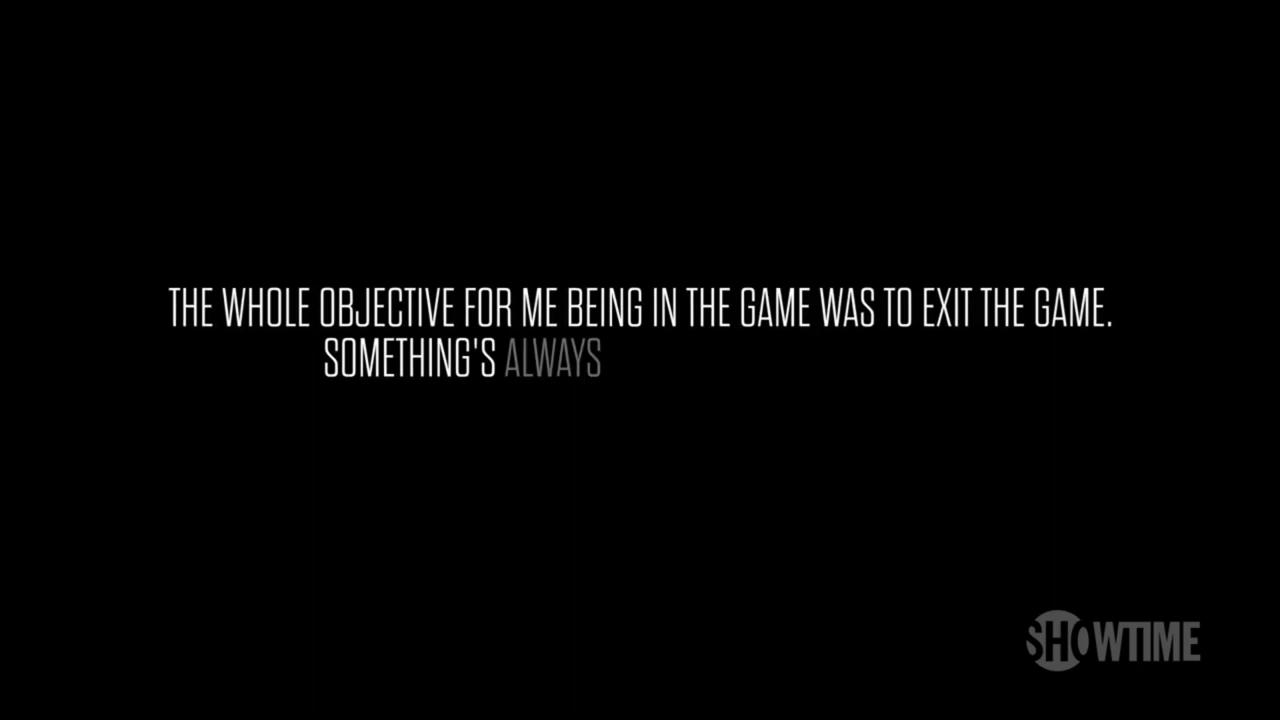 THE WHOLE OBJECTIVE FOR ME BEING IN THE GAME WAS TO EXIT THE GAME.
SOMETHING'S ALWAYS
SHOWTIME